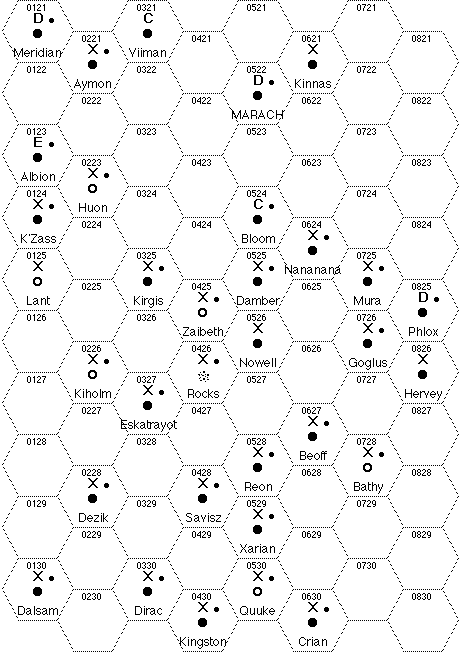 0121 0321 0521 0721
D C
0221 0421 0621 0821
X X
Meridian Yiiman
0122 0322 0522 0722
D
Aymon Kinnas
0222 0422 0622 0822
MARACH
0123 0323 0523 0723
E
0223 0423 0623 0823
X
Albion
0124 0324 0524 0724
X C
Huon
0224 0424 0624 0824
X
K'Zass Bloom
0125 0325 0525 0725
X X X X
Nananana
0225 0425 0625 0825
X D
Lant Kirgis Damber Mura
0126 0326 0526 0726
X X
Zaibeth Phlox
0226 0426 0626 0826
X X X
Nowell Goglus
0127 0327 0527 0727
X
Kiholm Rocks Hervey
0227 0427 0627 0827
X
Eskatrayot
0128 0328 0528 0728
X X
Beoff
0228 0428 0628 0828
X X
Reon Bathy
0129 0329 0529 0729
X
Dezik Savisz
0229 0429 0629 0829
Xarian
0130 0330 0530 0730
X X X
0230 0430 0630 0830
X X
Dalsam Dirac Quuke
Kingston Crian